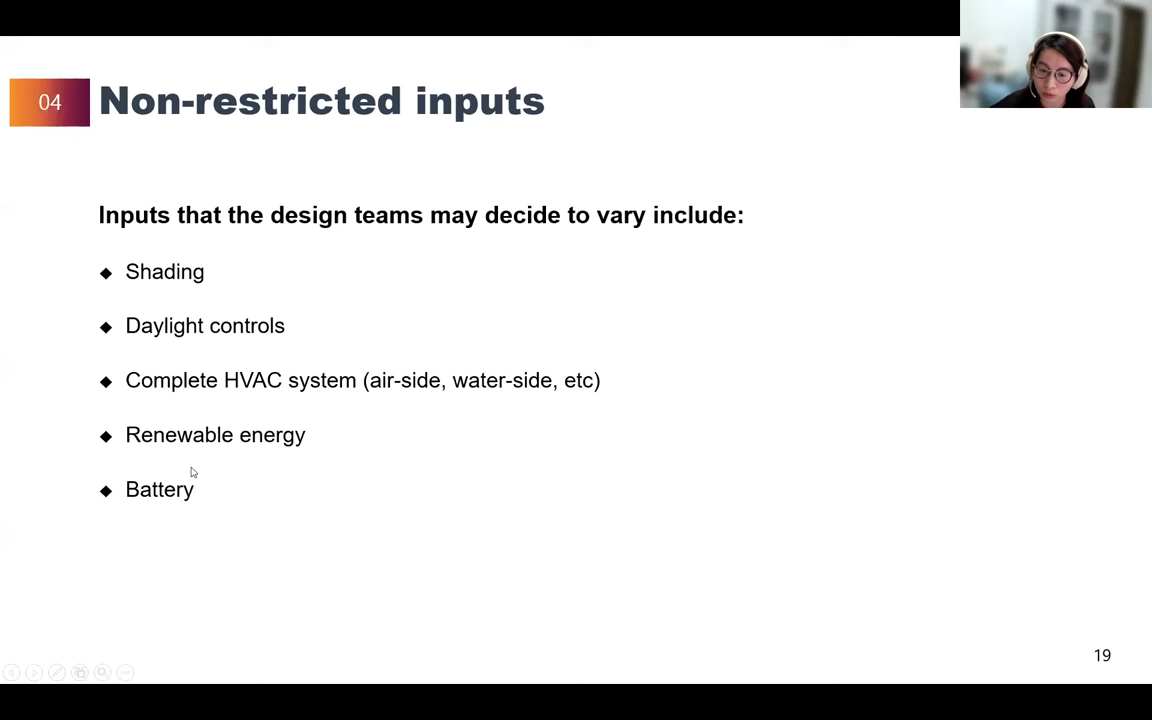 04
Non-restricted inputs
Inputs that the design teams may decide to vary include:
◆ Shading
◆ Daylight controls
◆ Complete HVAC system (air-side, water-side, etc)
◆ Renewable energy
◆ Battery
19